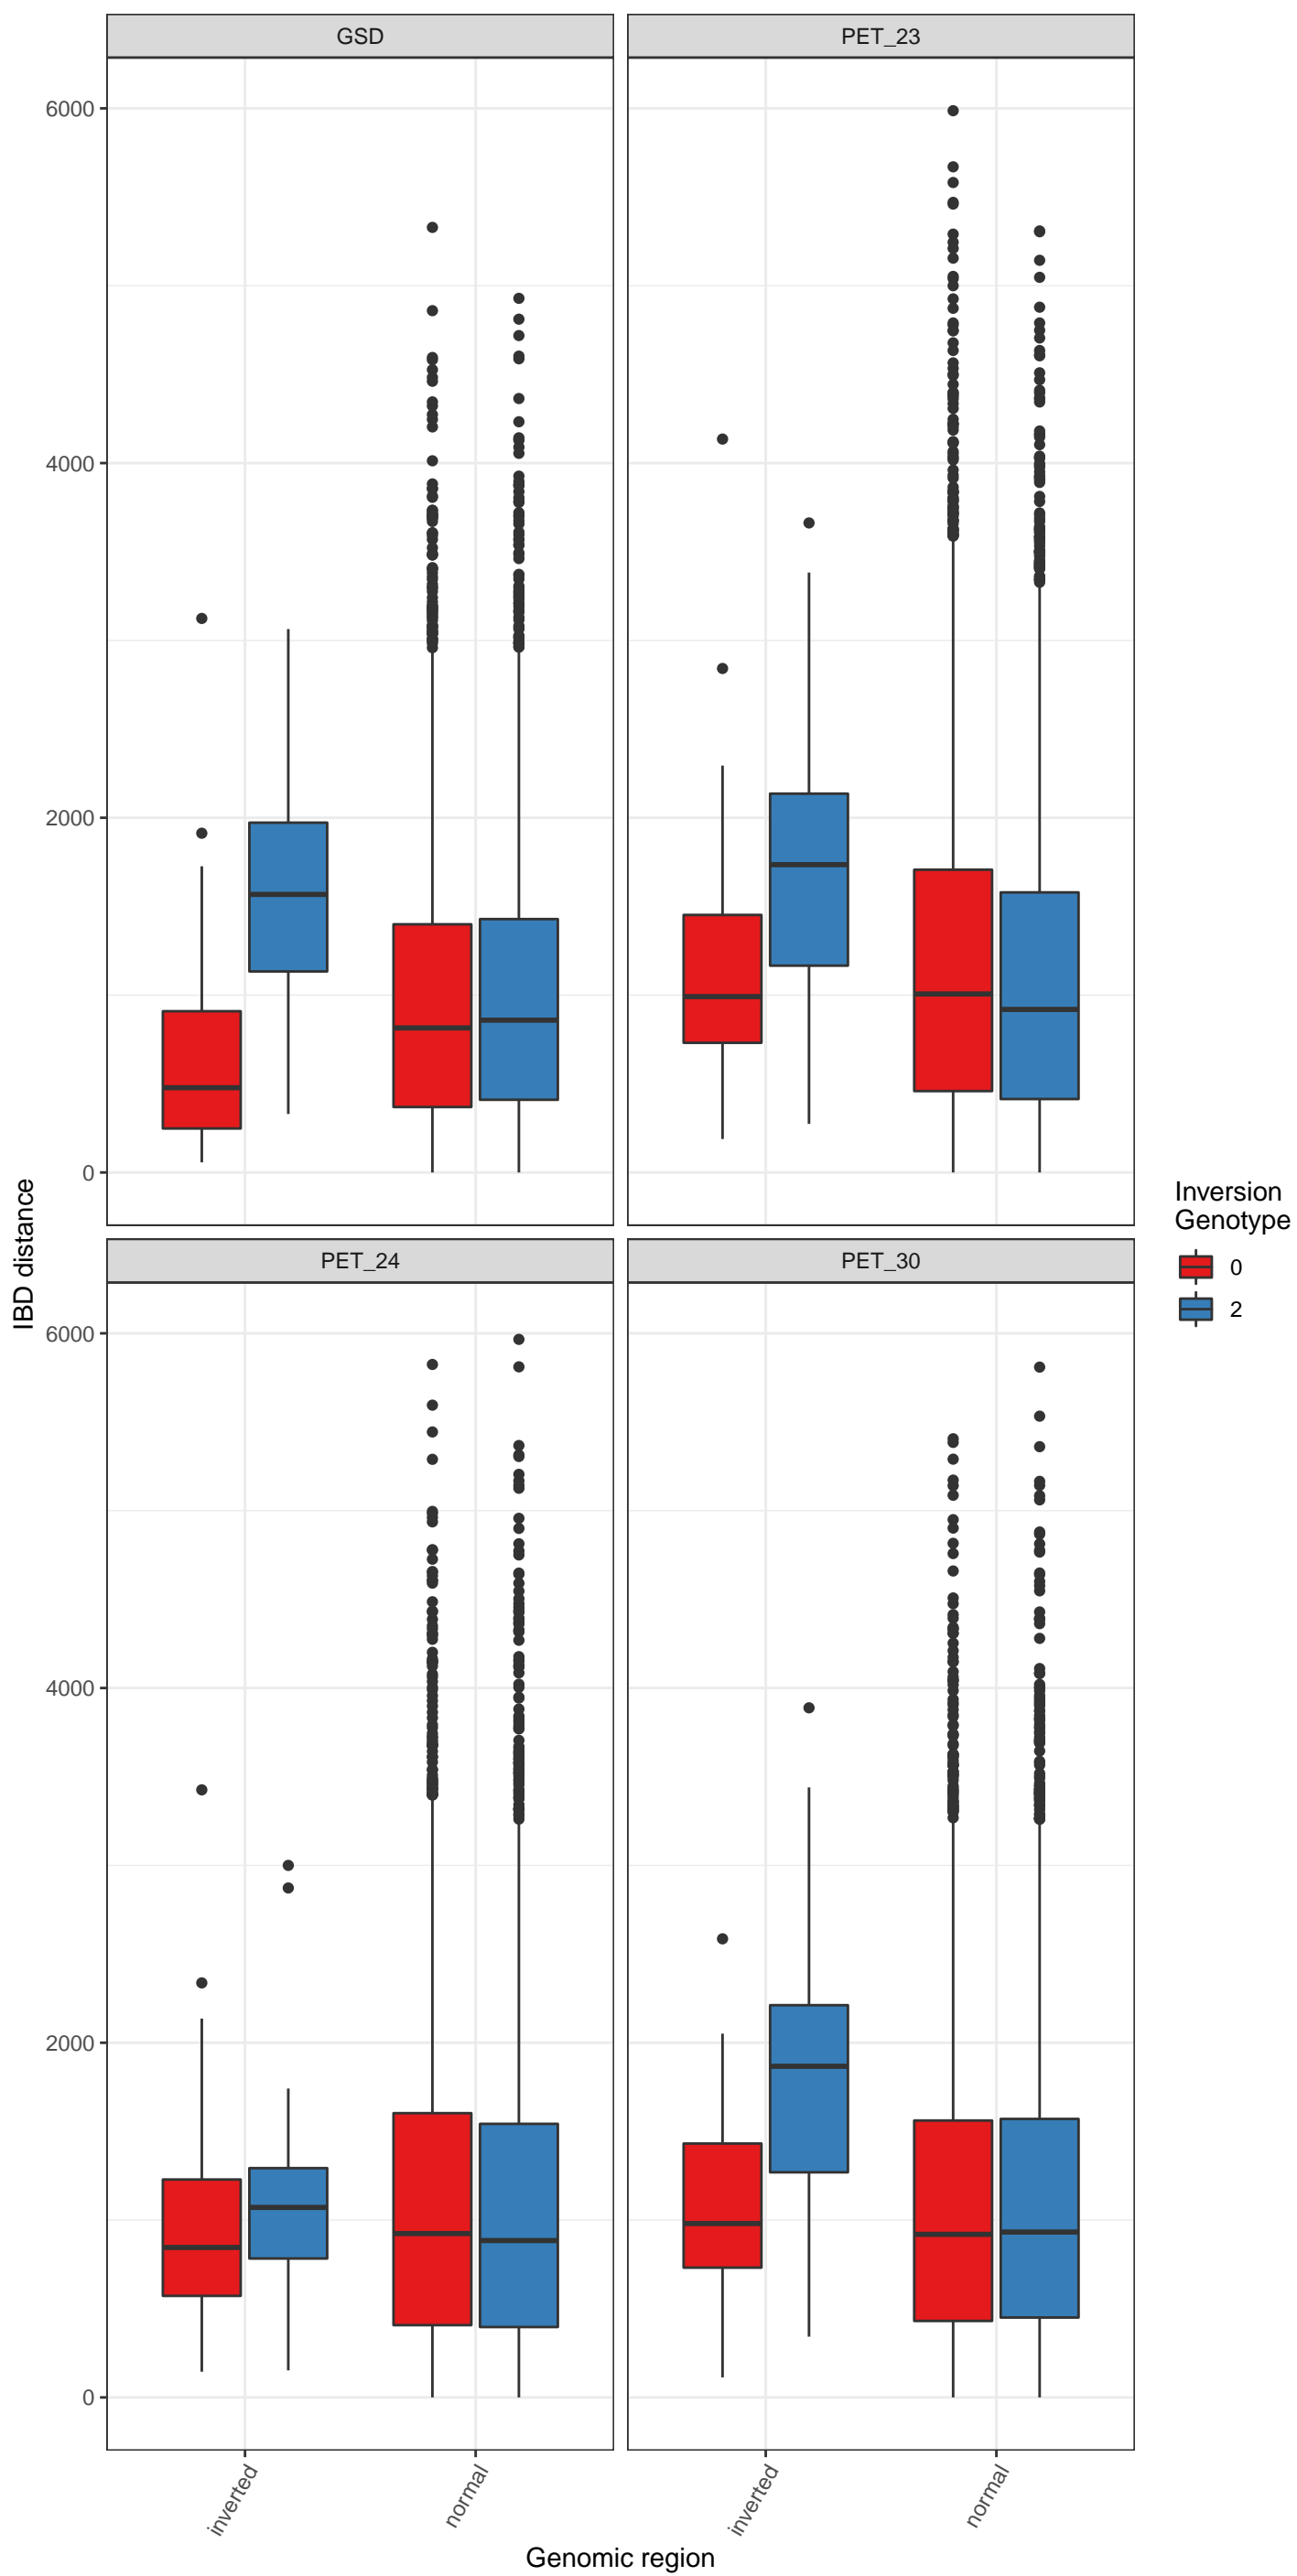 GSD
PET_23
6000
4000
2000
0
PET_24
PET_30
6000
4000
2000
0
inverted
normal
inverted
normal
Genomic region
IBD distance
Inversion
Genotype
0
2